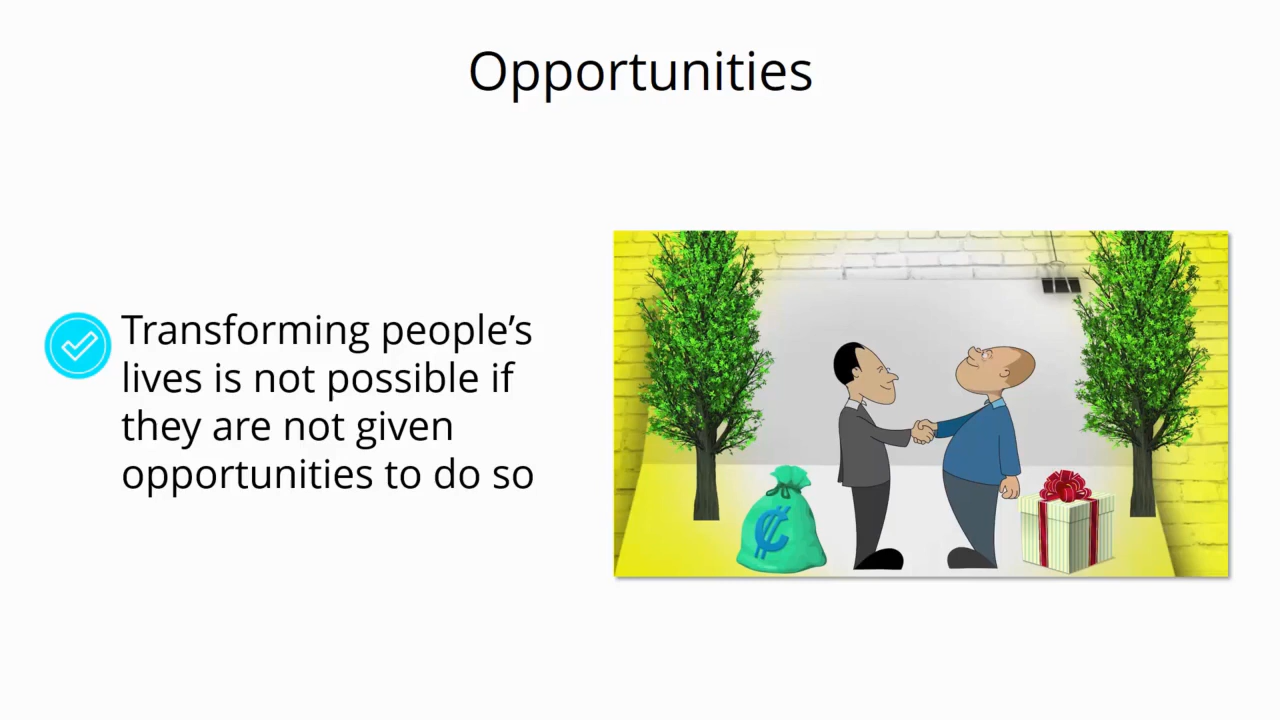 Opportunities
Transforming people’s
lives is not possible if
they are not given
opportunities to do so
₵